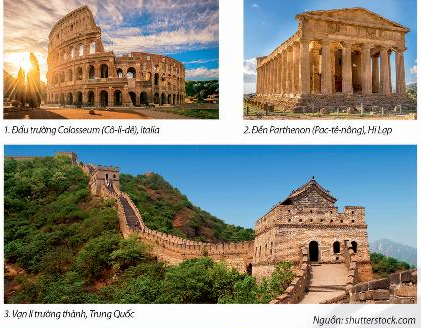 1. Đấu trường Colosseum (Cô-li-dê), Italia
2. Đền Parthenon (Pac-tê-nông), Hi Lạp
3. Vạn lí trường thành, Trung Quốc
Nguồn: shutterstock.com